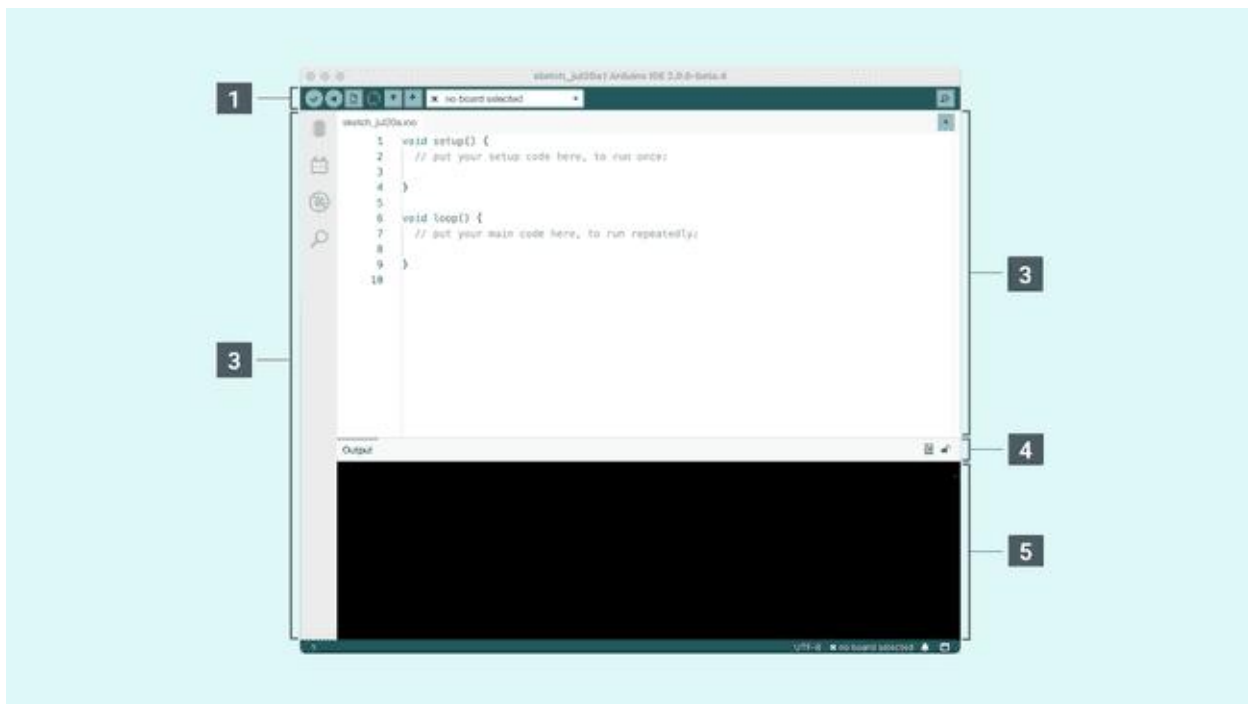 sketch_jul30a | Arduino IDE 2.0.0-beta.4
1
no board selected
sketch_jul30a.ino
1 void setup() {
2 // put your setup code here, to run once:
3
4 }
5
6 void loop() {
7 // put your main code here, to run repeatedly:
8
9 }
10
3
3
Output
4
5
UTF-8 no board selected